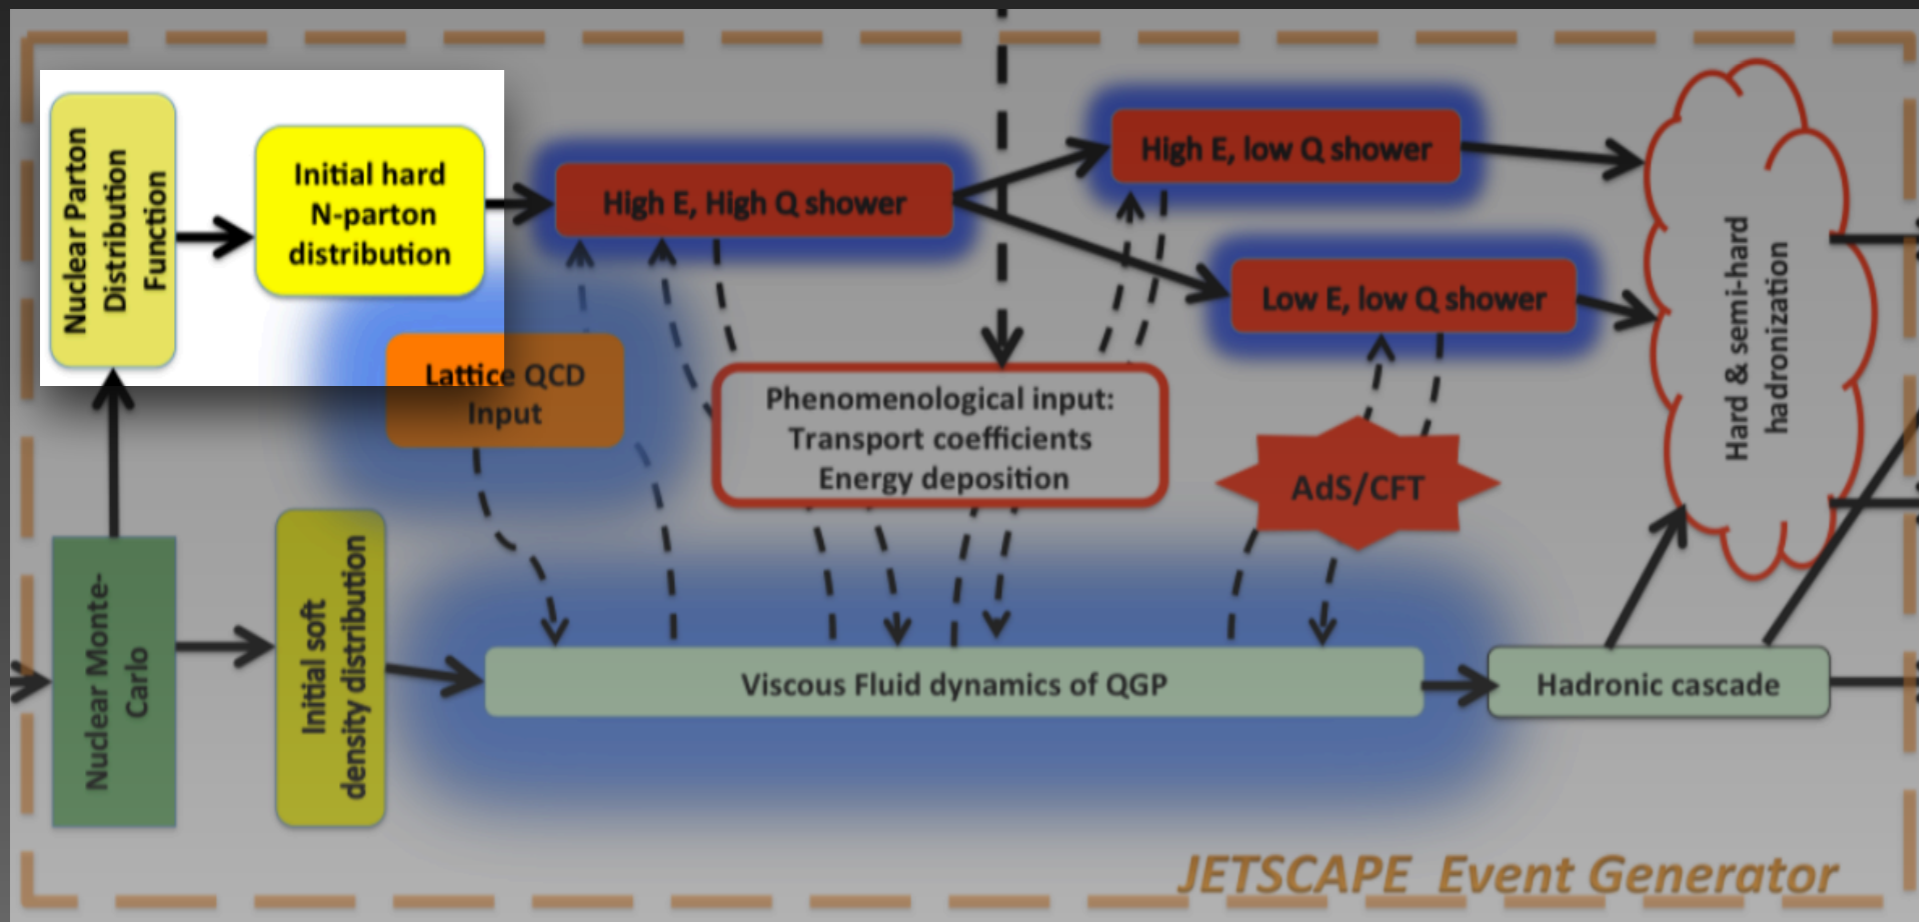 Nuclear Parton
Distribution
Function
Initial hard
N-parton
distribution
High E, High Q shower
High E, low Q shower
Low E, low Q shower
Hard & semi-hard
hadronization
Lattice QCD
Input
Phenomenological input:
Transport coefficients
Energy deposition
AdS/CFT
Nuclear Monte-
Carlo
Initial soft
density distribution
Viscous Fluid dynamics of QGP
Hadronic cascade
JETSCAPE Event Generator